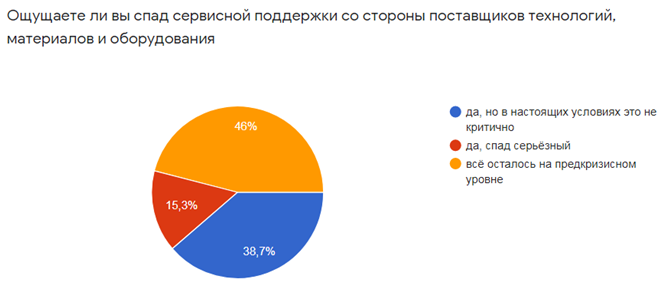 Ощущаете ли вы спад сервисной поддержки со стороны поставщиков технологий,
материалов и оборудования
46%
15,3%
38,7%
да, но в настоящих условиях это не
критично
да, спад серьёзный
всё осталось на предкризисном
уровне